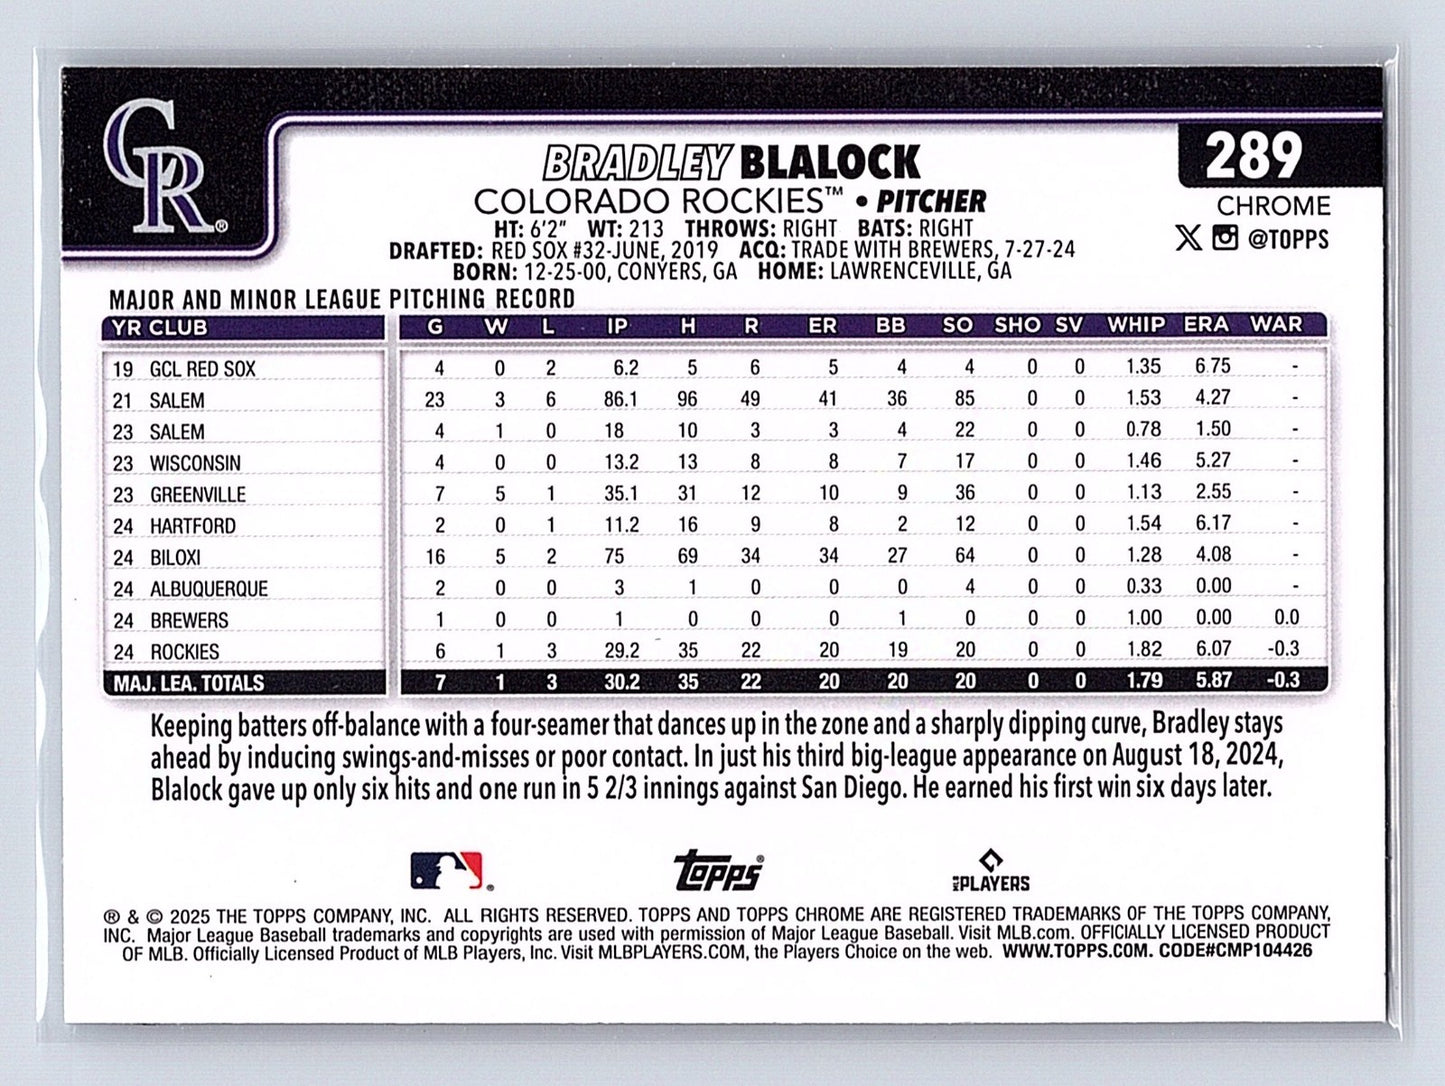 CR®
BRADLEY BLALOCK
289
COLORADO ROCKIES™ • PITCHER
CHROME
HT: 6'2" WT: 213 THROWS: RIGHT BATS: RIGHT
X @TOPPS
DRAFTED: RED SOX #32-JUNE, 2019 ACQ: TRADE WITH BREWERS, 7-27-24
BORN: 12-25-00, CONYERS, GA HOME: LAWRENCEVILLE, GA
MAJOR AND MINOR LEAGUE PITCHING RECORD
YR CLUB G W L IP H R ER BB SO SHO SV WHIP ERA WAR
19 GCL RED SOX 4 0 2 6.2 5 6 5 4 4 0 0 1.35 6.75 -
21 SALEM 23 3 6 86.1 96 49 41 36 85 0 0 1.53 4.27 -
23 SALEM 4 1 0 18 10 3 3 4 22 0 0 0.78 1.50 -
23 WISCONSIN 4 0 0 13.2 13 8 8 7 17 0 0 1.46 5.27 -
23 GREENVILLE 7 5 1 35.1 31 12 10 9 36 0 0 1.13 2.55 -
24 HARTFORD 2 0 1 11.2 16 9 8 2 12 0 0 1.54 6.17 -
24 BILOXI 16 5 2 75 69 34 34 27 64 0 0 1.28 4.08 -
24 ALBUQUERQUE 2 0 0 3 1 0 0 0 4 0 0 0.33 0.00 -
24 BREWERS 1 0 0 1 0 0 0 1 0 0 0 1.00 0.00 0.0
24 ROCKIES 6 1 3 29.2 35 22 20 19 20 0 0 1.82 6.07 -0.3
MAJ. LEA. TOTALS 7 1 3 30.2 35 22 20 20 20 0 0 1.79 5.87 -0.3
Keeping batters off-balance with a four-seamer that dances up in the zone and a sharply dipping curve, Bradley stays
ahead by inducing swings-and-misses or poor contact. In just his third big-league appearance on August 18, 2024,
Blalock gave up only six hits and one run in 5 2/3 innings against San Diego. He earned his first win six days later.
® topps® MLB PLAYERS
® & © 2025 THE TOPPS COMPANY, INC. ALL RIGHTS RESERVED. TOPPS AND TOPPS CHROME ARE REGISTERED TRADEMARKS OF THE TOPPS COMPANY,
INC. Major League Baseball trademarks and copyrights are used with permission of Major League Baseball. Visit MLB.com. OFFICIALLY LICENSED PRODUCT
OF MLB. Officially Licensed Product of MLB Players, Inc. Visit MLBPLAYERS.COM, the Players Choice on the web. WWW.TOPPS.COM. CODE#CMP104426